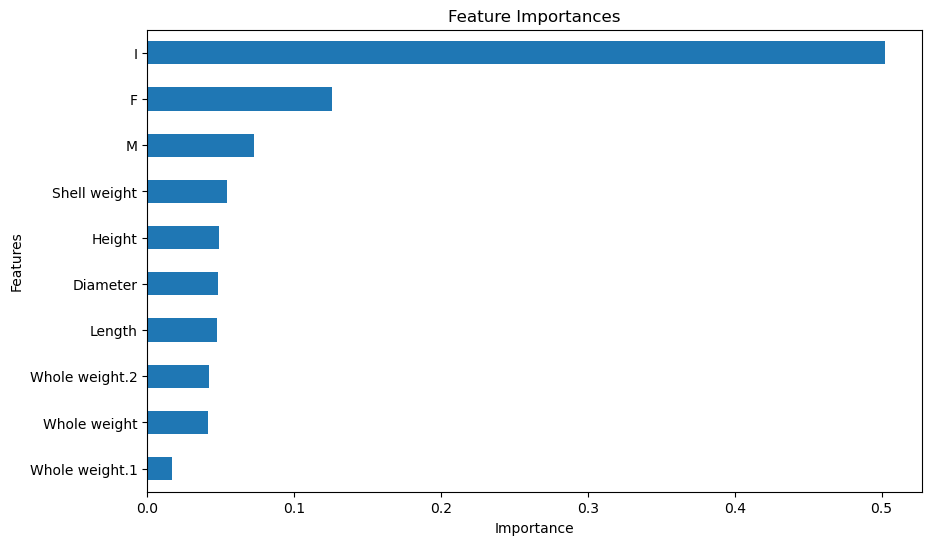 Feature Importances
I
F
M
Shell weight
Height
Diameter
Length
Whole weight.2
Whole weight
Whole weight.1
Features
0.0 0.1 0.2 0.3 0.4 0.5
Importance